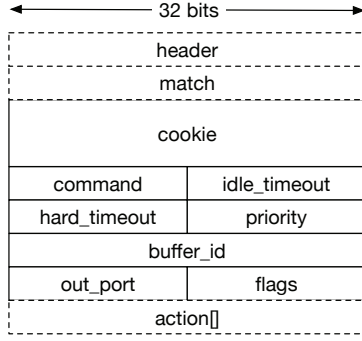 32 bits
header
match
cookie
command idle_timeout
hard_timeout priority
buffer_id
out_port flags
action[]